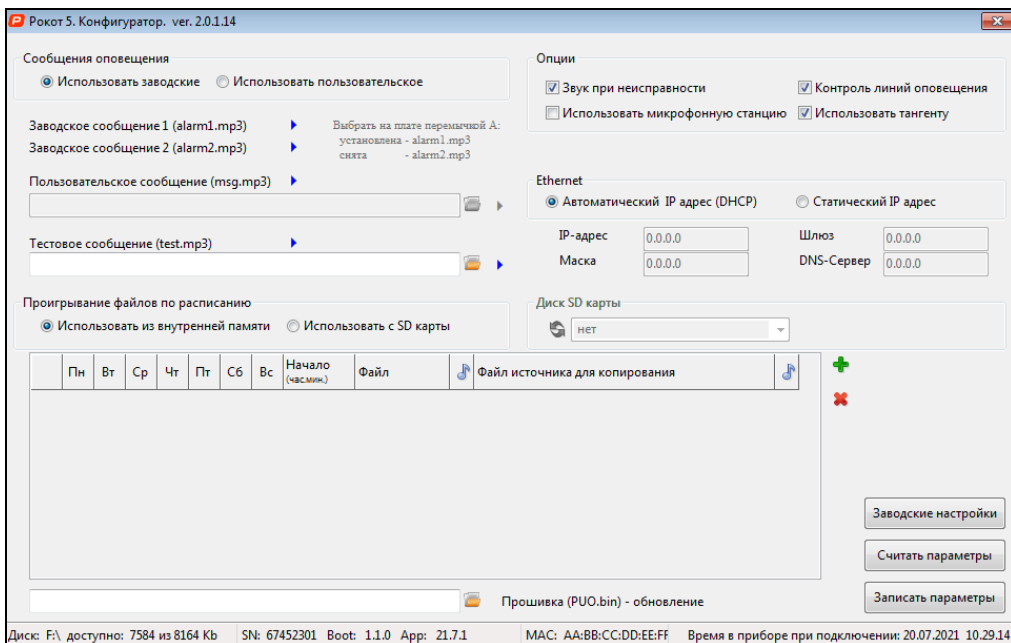 Рокот 5. Конфигуратор. ver. 2.0.1.14
Сообщения оповещения
Использовать заводские Использовать пользовательское
Заводское сообщение 1 (alarm1.mp3)
Заводское сообщение 2 (alarm2.mp3)
Выбрать на плате перемычкой А:
установлена - alarm1.mp3
снята - alarm2.mp3
Пользовательское сообщение (msg.mp3)
Тестовое сообщение (test.mp3)
Опции
Звук при неисправности Контроль линий оповещения
Использовать микрофонную станцию Использовать тангенту
Ethernet
Автоматический IP адрес (DHCP) Статический IP адрес
IP-адрес 0.0.0.0 Шлюз 0.0.0.0
Маска 0.0.0.0 DNS-Сервер 0.0.0.0
Проигрывание файлов по расписанию
Использовать из внутренней памяти Использовать с SD карты
Диск SD карты
нет
Пн Вт Ср Чт Пт Сб Вс Начало (час.мин.) Файл Файл источника для копирования
Заводские настройки
Считать параметры
Записать параметры
Прошивка (PUO.bin) - обновление
Диск: F:\ доступно: 7584 из 8164 Kb SN: 67452301 Boot: 1.1.0 App: 21.7.1 MAC: AA:BB:CC:DD:EE:FF Время в приборе при подключении: 20.07.2021 10.29.14